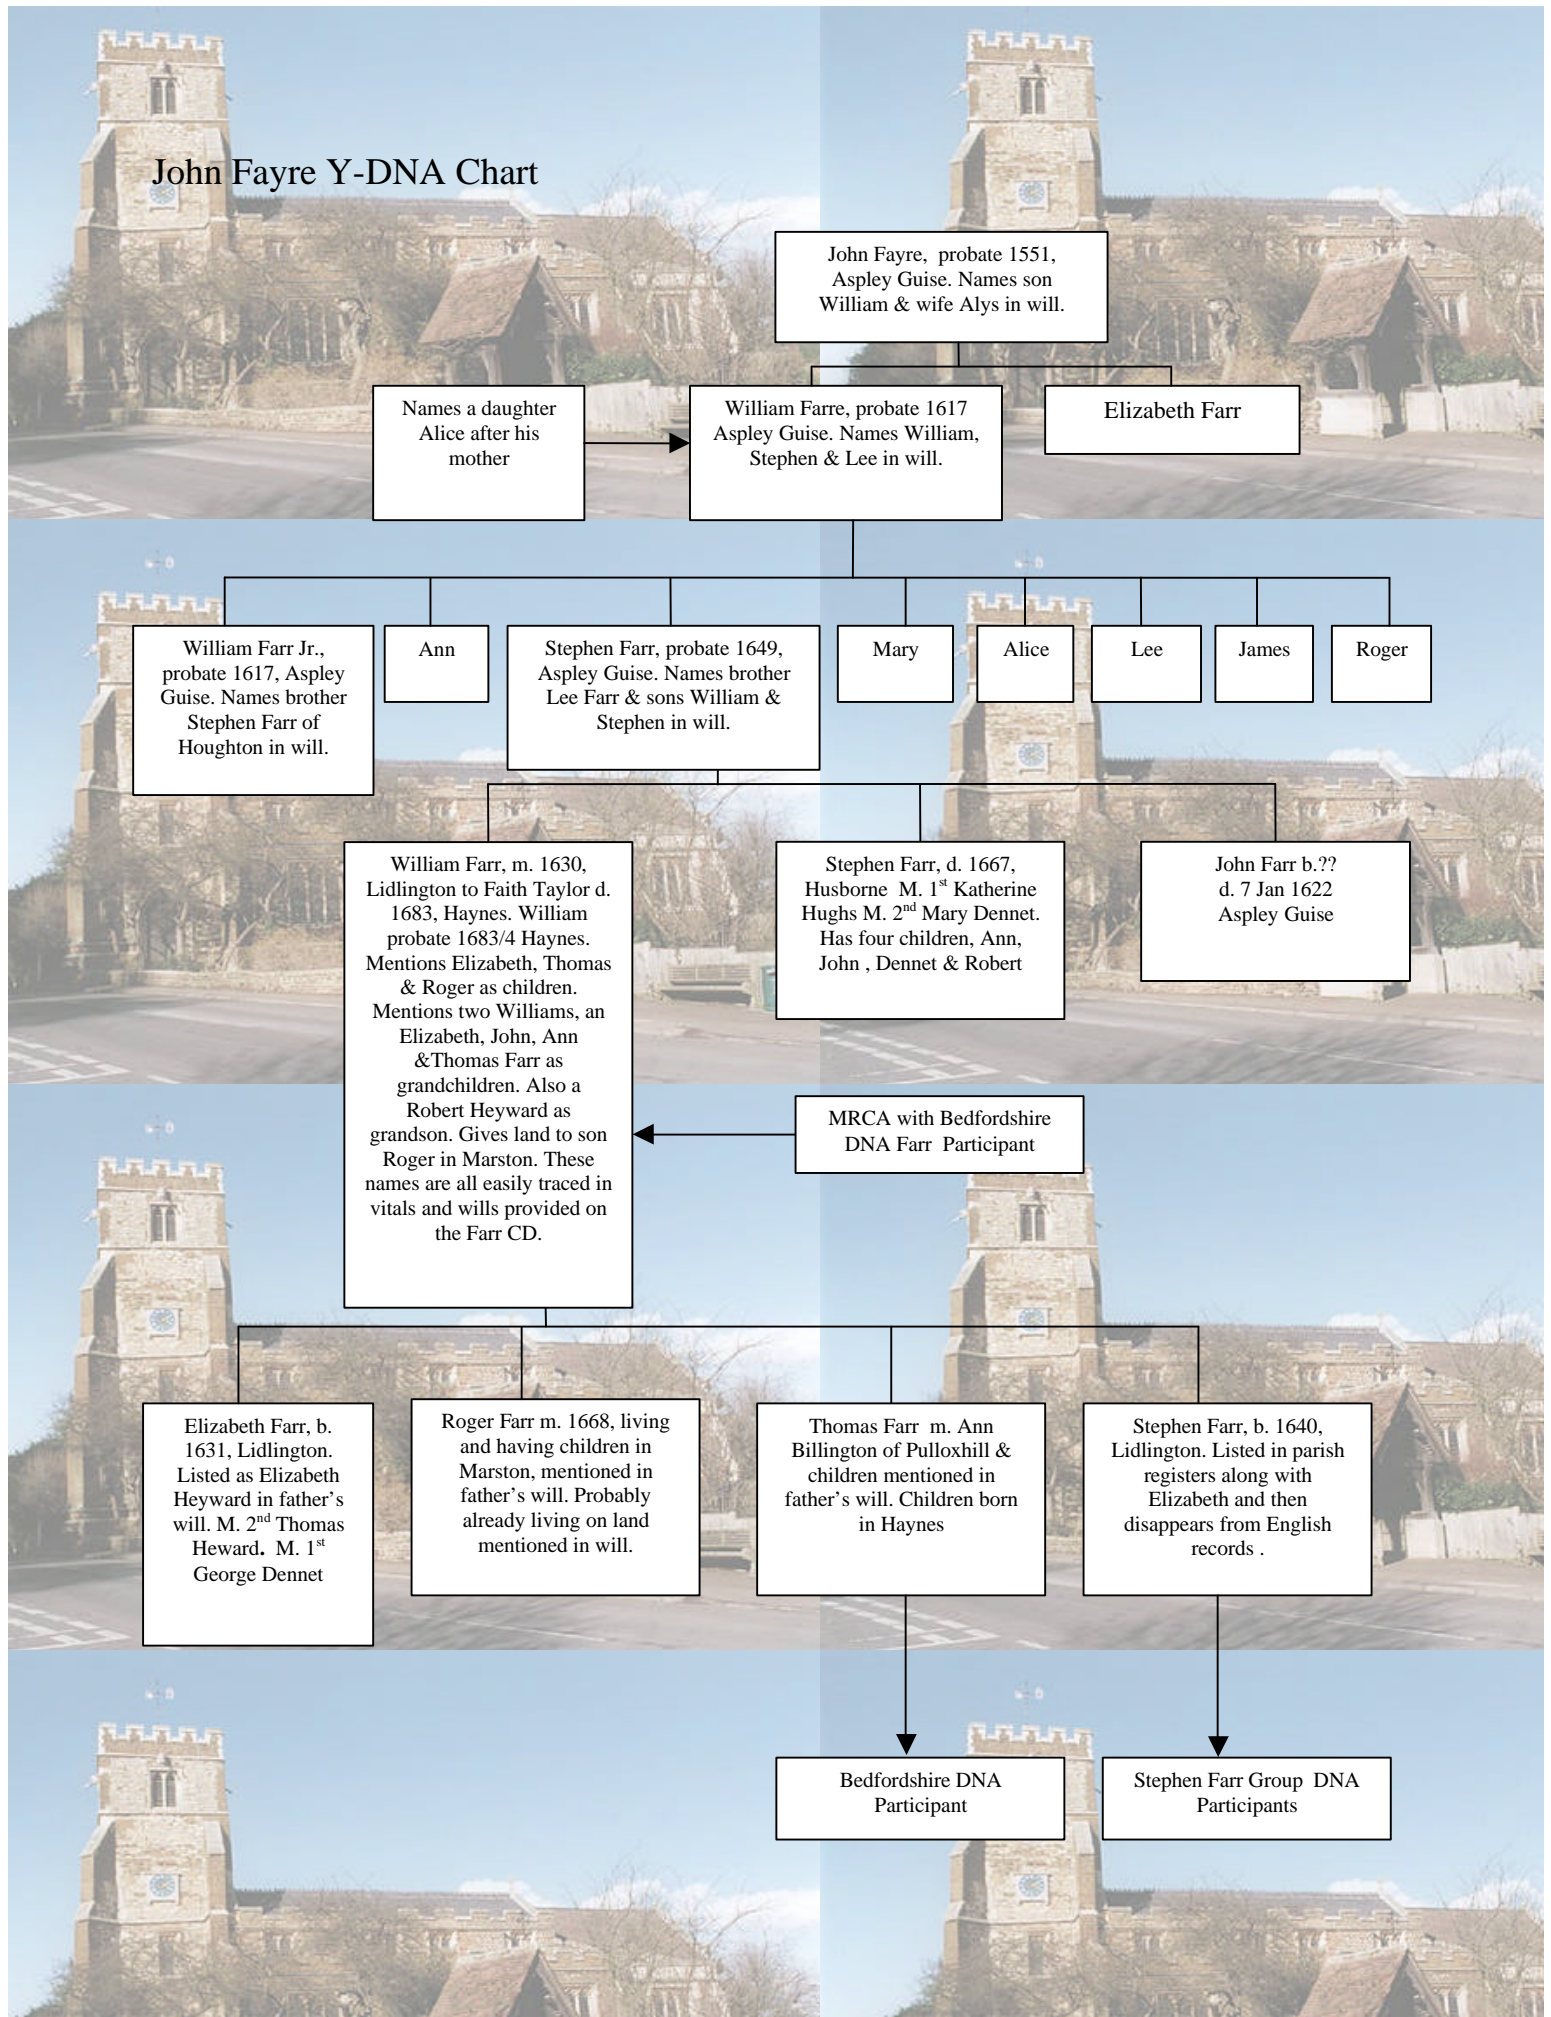 John Fayre Y-DNA Chart
John Fayre, probate 1551,
Aspley Guise. Names son
William & wife Alys in will.
Names a daughter
Alice after his
mother
William Farre, probate 1617
Aspley Guise. Names William,
Stephen & Lee in will.
Elizabeth Farr
William Farr Jr.,
probate 1617, Aspley
Guise. Names brother
Stephen Farr of
Houghton in will.
Ann
Stephen Farr, probate 1649,
Aspley Guise. Names brother
Lee Farr & sons William &
Stephen in will.
Mary
Alice
Lee
James
Roger
William Farr, m. 1630,
Lidlington to Faith Taylor d.
1683, Haynes. William
probate 1683/4 Haynes.
Mentions Elizabeth, Thomas
& Roger as children.
Mentions two Williams, an
Elizabeth, John, Ann
&Thomas Farr as
grandchildren. Also a
Robert Heyward as
grandson. Gives land to son
Roger in Marston. These
names are all easily traced in
vitals and wills provided on
the Farr CD.
Stephen Farr, d. 1667,
Husborne M. 1st Katherine
Hughs M. 2nd Mary Dennet.
Has four children, Ann,
John , Dennet & Robert
John Farr b.??
d. 7 Jan 1622
Aspley Guise
MRCA with Bedfordshire
DNA Farr Participant
Elizabeth Farr, b.
1631, Lidlington.
Listed as Elizabeth
Heyward in father’s
will. M. 2nd Thomas
Heward. M. 1st
George Dennet
Roger Farr m. 1668, living
and having children in
Marston, mentioned in
father’s will. Probably
already living on land
mentioned in will.
Thomas Farr m. Ann
Billington of Pulloxhill &
children mentioned in
father’s will. Children born
in Haynes
Stephen Farr, b. 1640,
Lidlington. Listed in parish
registers along with
Elizabeth and then
disappears from English
records .
Bedfordshire DNA
Participant
Stephen Farr Group DNA
Participants